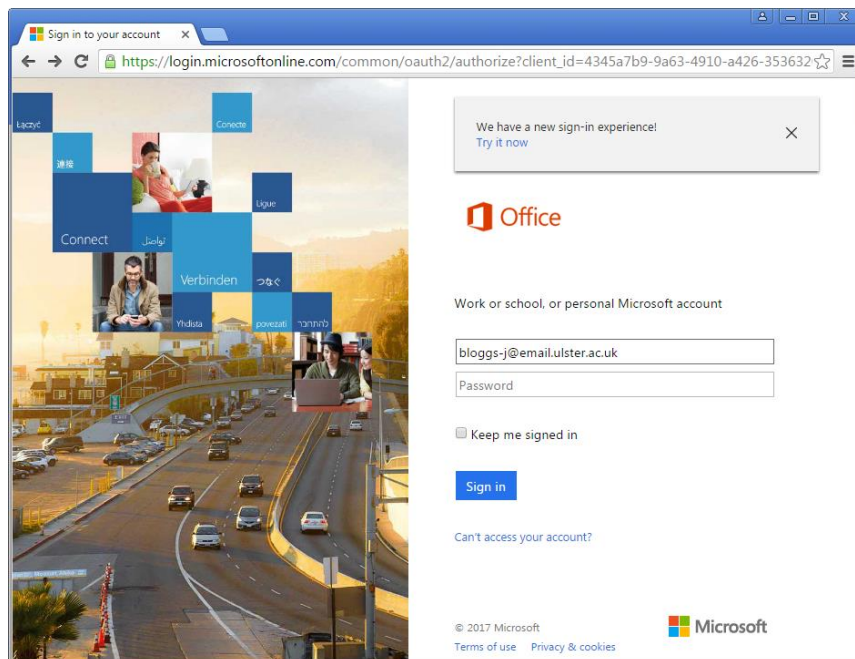 Sign in to your account
https://login.microsoftonline.com/common/oauth2/authorize?client_id=4345a7b9-9a63-4910-a426-353632
We have a new sign-in experience!
Try it now
Łączyć
Conecte
連接
Ligue
Office
Connect
تواصل
Verbinden
つなぐ
Yhdista
povezati
להתחבר
Work or school, or personal Microsoft account
bloggs-j@email.ulster.ac.uk
Password
Keep me signed in
Sign in
Can't access your account?
© 2017 Microsoft
Microsoft
Terms of use Privacy & cookies